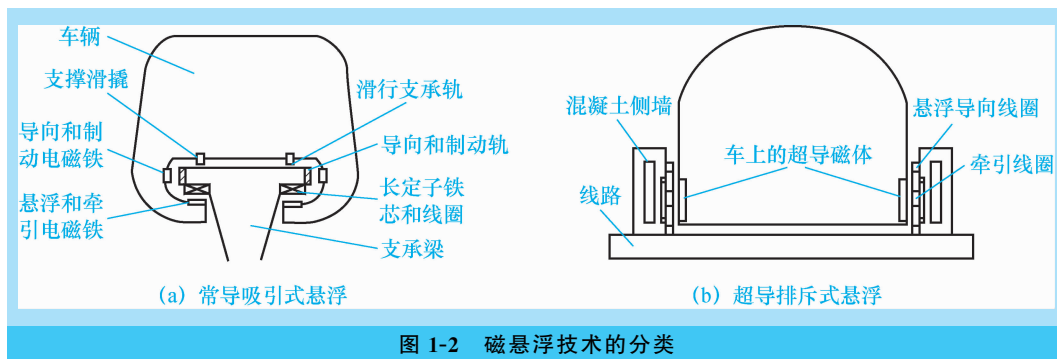 车辆
支撑滑撬
滑行支承轨
导向和制
动电磁铁
导向和制动轨
悬浮和牵
引电磁铁
长定子铁
芯和线圈
支承梁
(a) 常导吸引式悬浮
混凝土侧墙
悬浮导向线圈
车上的超导磁体
牵引线圈
线路
(b) 超导排斥式悬浮
图 1-2 磁悬浮技术的分类